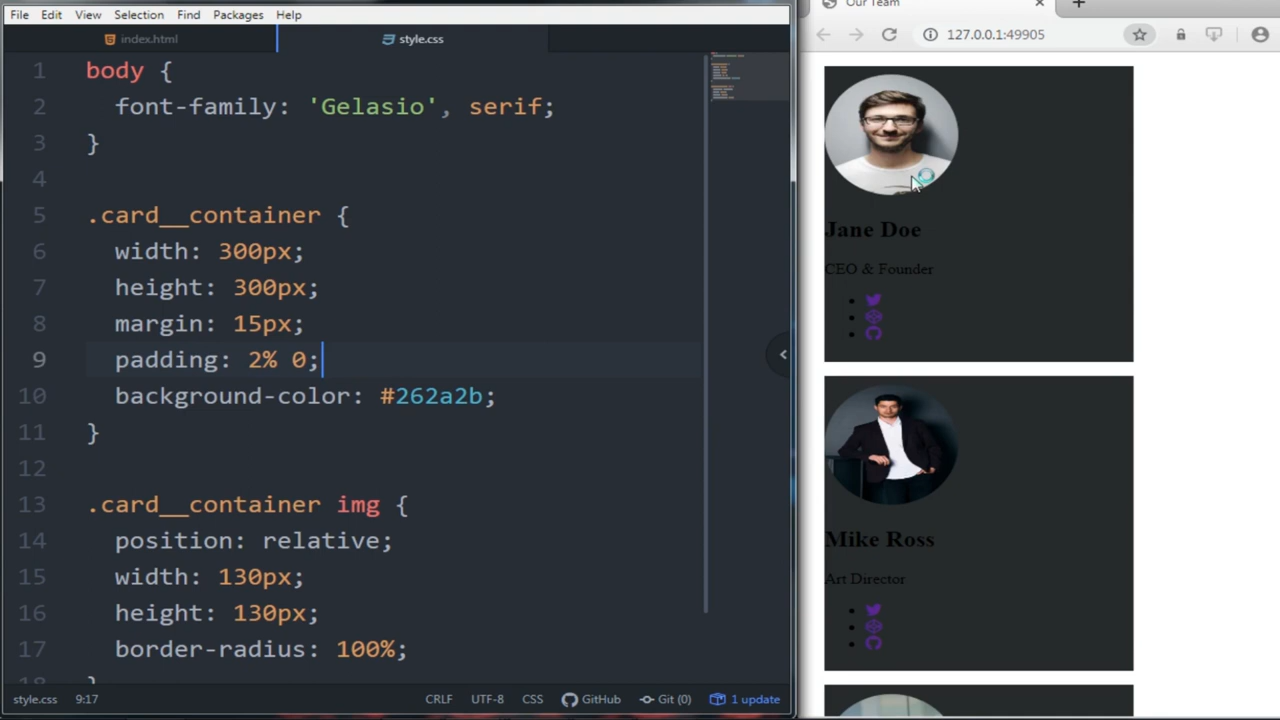 File Edit View Selection Find Packages Help
index.html
style.css
1 body {
2 font-family: 'Gelasio', serif;
3 }
4
5 .card__container {
6 width: 300px;
7 height: 300px;
8 margin: 15px;
9 padding: 2% 0;
10 background-color: #262a2b;
11 }
12
13 .card__container img {
14 position: relative;
15 width: 130px;
16 height: 130px;
17 border-radius: 100%;
18 }
style.css 9:17 CRLF UTF-8 CSS GitHub Git (0) 1 update
Our Team
127.0.0.1:49905
Jane Doe
CEO & Founder
Mike Ross
Art Director